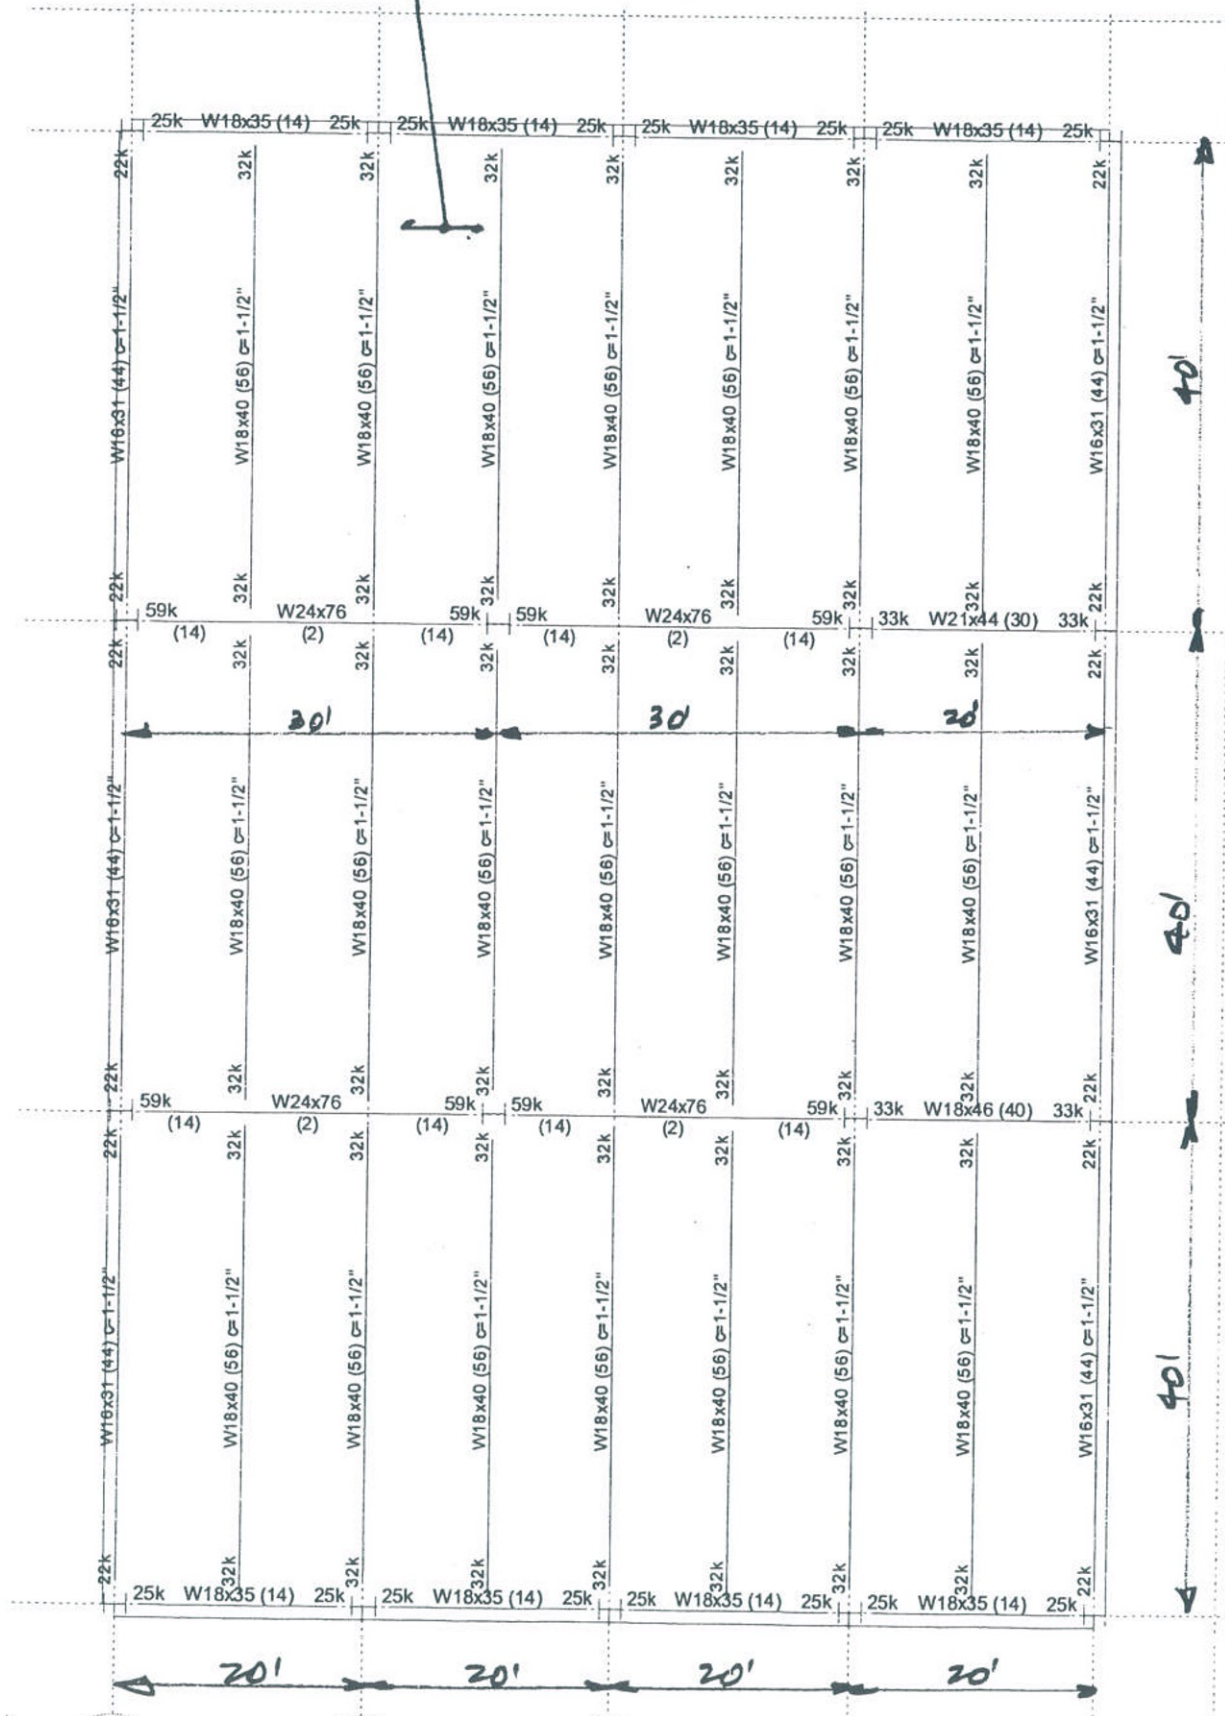 25k W18x35 (14) 25k 25k W18x35 (14) 25k 25k W18x35 (14) 25k 25k W18x35 (14) 25k
22k 32k 32k 32k 32k 32k 32k 32k 22k
W16x31 (44) c=1-1/2" W18x40 (56) c=1-1/2" W18x40 (56) c=1-1/2" W18x40 (56) c=1-1/2" W18x40 (56) c=1-1/2" W18x40 (56) c=1-1/2" W18x40 (56) c=1-1/2" W18x40 (56) c=1-1/2" W16x31 (44) c=1-1/2"
40'
22k 32k 32k 32k 32k 32k 32k 32k 22k
59k W24x76 59k 59k W24x76 59k 33k W21x44 (30) 33k
(14) (2) (14) (14) (2) (14)
22k 32k 32k 32k 32k 32k 32k 32k 22k
30' 30' 20'
W16x31 (44) c=1-1/2" W18x40 (56) c=1-1/2" W18x40 (56) c=1-1/2" W18x40 (56) c=1-1/2" W18x40 (56) c=1-1/2" W18x40 (56) c=1-1/2" W18x40 (56) c=1-1/2" W18x40 (56) c=1-1/2" W16x31 (44) c=1-1/2"
40'
22k 32k 32k 32k 32k 32k 32k 32k 22k
59k W24x76 59k 59k W24x76 59k 33k W18x46 (40) 33k
(14) (2) (14) (14) (2) (14)
22k 32k 32k 32k 32k 32k 32k 32k 22k
W16x31 (44) c=1-1/2" W18x40 (56) c=1-1/2" W18x40 (56) c=1-1/2" W18x40 (56) c=1-1/2" W18x40 (56) c=1-1/2" W18x40 (56) c=1-1/2" W18x40 (56) c=1-1/2" W18x40 (56) c=1-1/2" W16x31 (44) c=1-1/2"
40'
22k 32k 32k 32k 32k 32k 32k 32k 22k
25k W18x35 (14) 25k 25k W18x35 (14) 25k 25k W18x35 (14) 25k 25k W18x35 (14) 25k
20' 20' 20' 20'